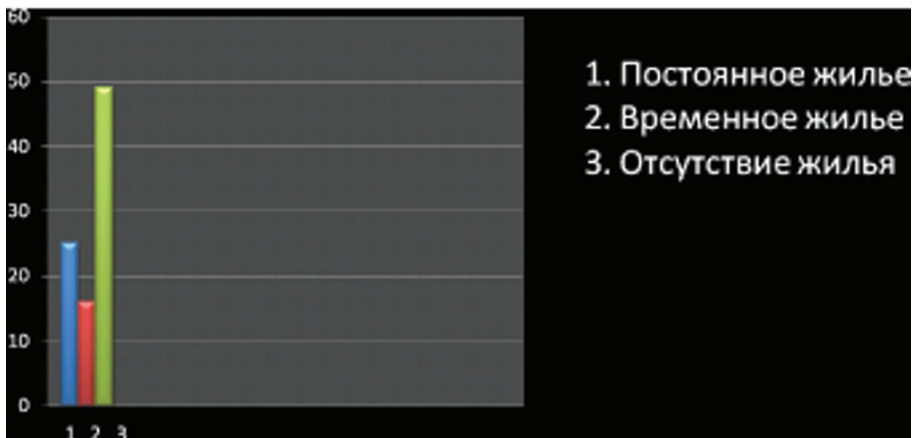 60
50
40
30
20
10
0
1 2 3
1. Постоянное жилье
2. Временное жилье
3. Отсутствие жилья